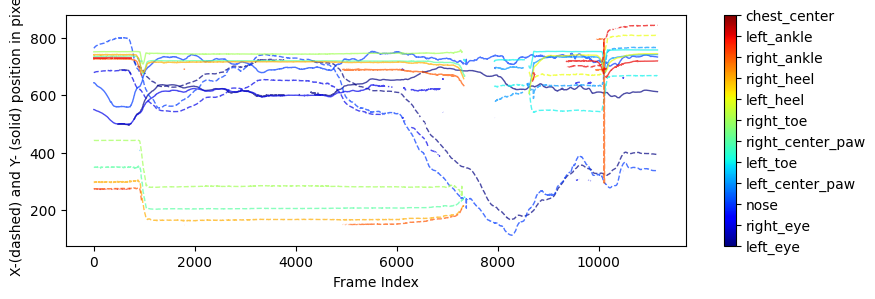 X-(dashed) and Y- (solid) position in
800
600
400
200
0
2000
4000
6000
8000
10000
Frame Index
chest_center
left_ankle
right_ankle
right_heel
left_heel
right_toe
right_center_paw
left_toe
left_center_paw
nose
right_eye
left_eye